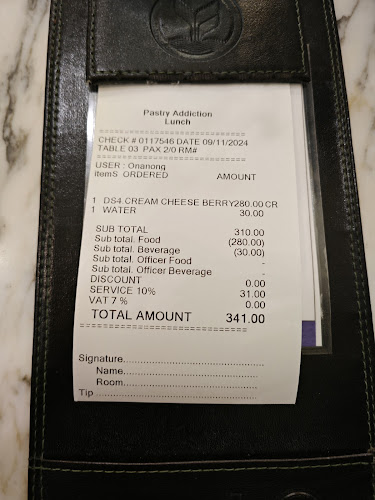 Pastry Addiction
Lunch
CHECK # 0117546 DATE 09/11/2024
TABLE 03 PAX 2/0 RM#
USER : Onanong
itemS ORDERED AMOUNT
1 DS4.CREAM CHEESE BERRY280.00 CR
1 WATER 30.00
SUB TOTAL 310.00
Sub total. Food (280.00)
Sub total. Beverage (30.00)
Sub total. Officer Food -
Sub total. Officer Beverage -
DISCOUNT 0.00
SERVICE 10% 31.00
VAT 7 % 0.00
TOTAL AMOUNT 341.00
Signature..............................................
Name..............................................
Room..............................................
Tip ..............................................